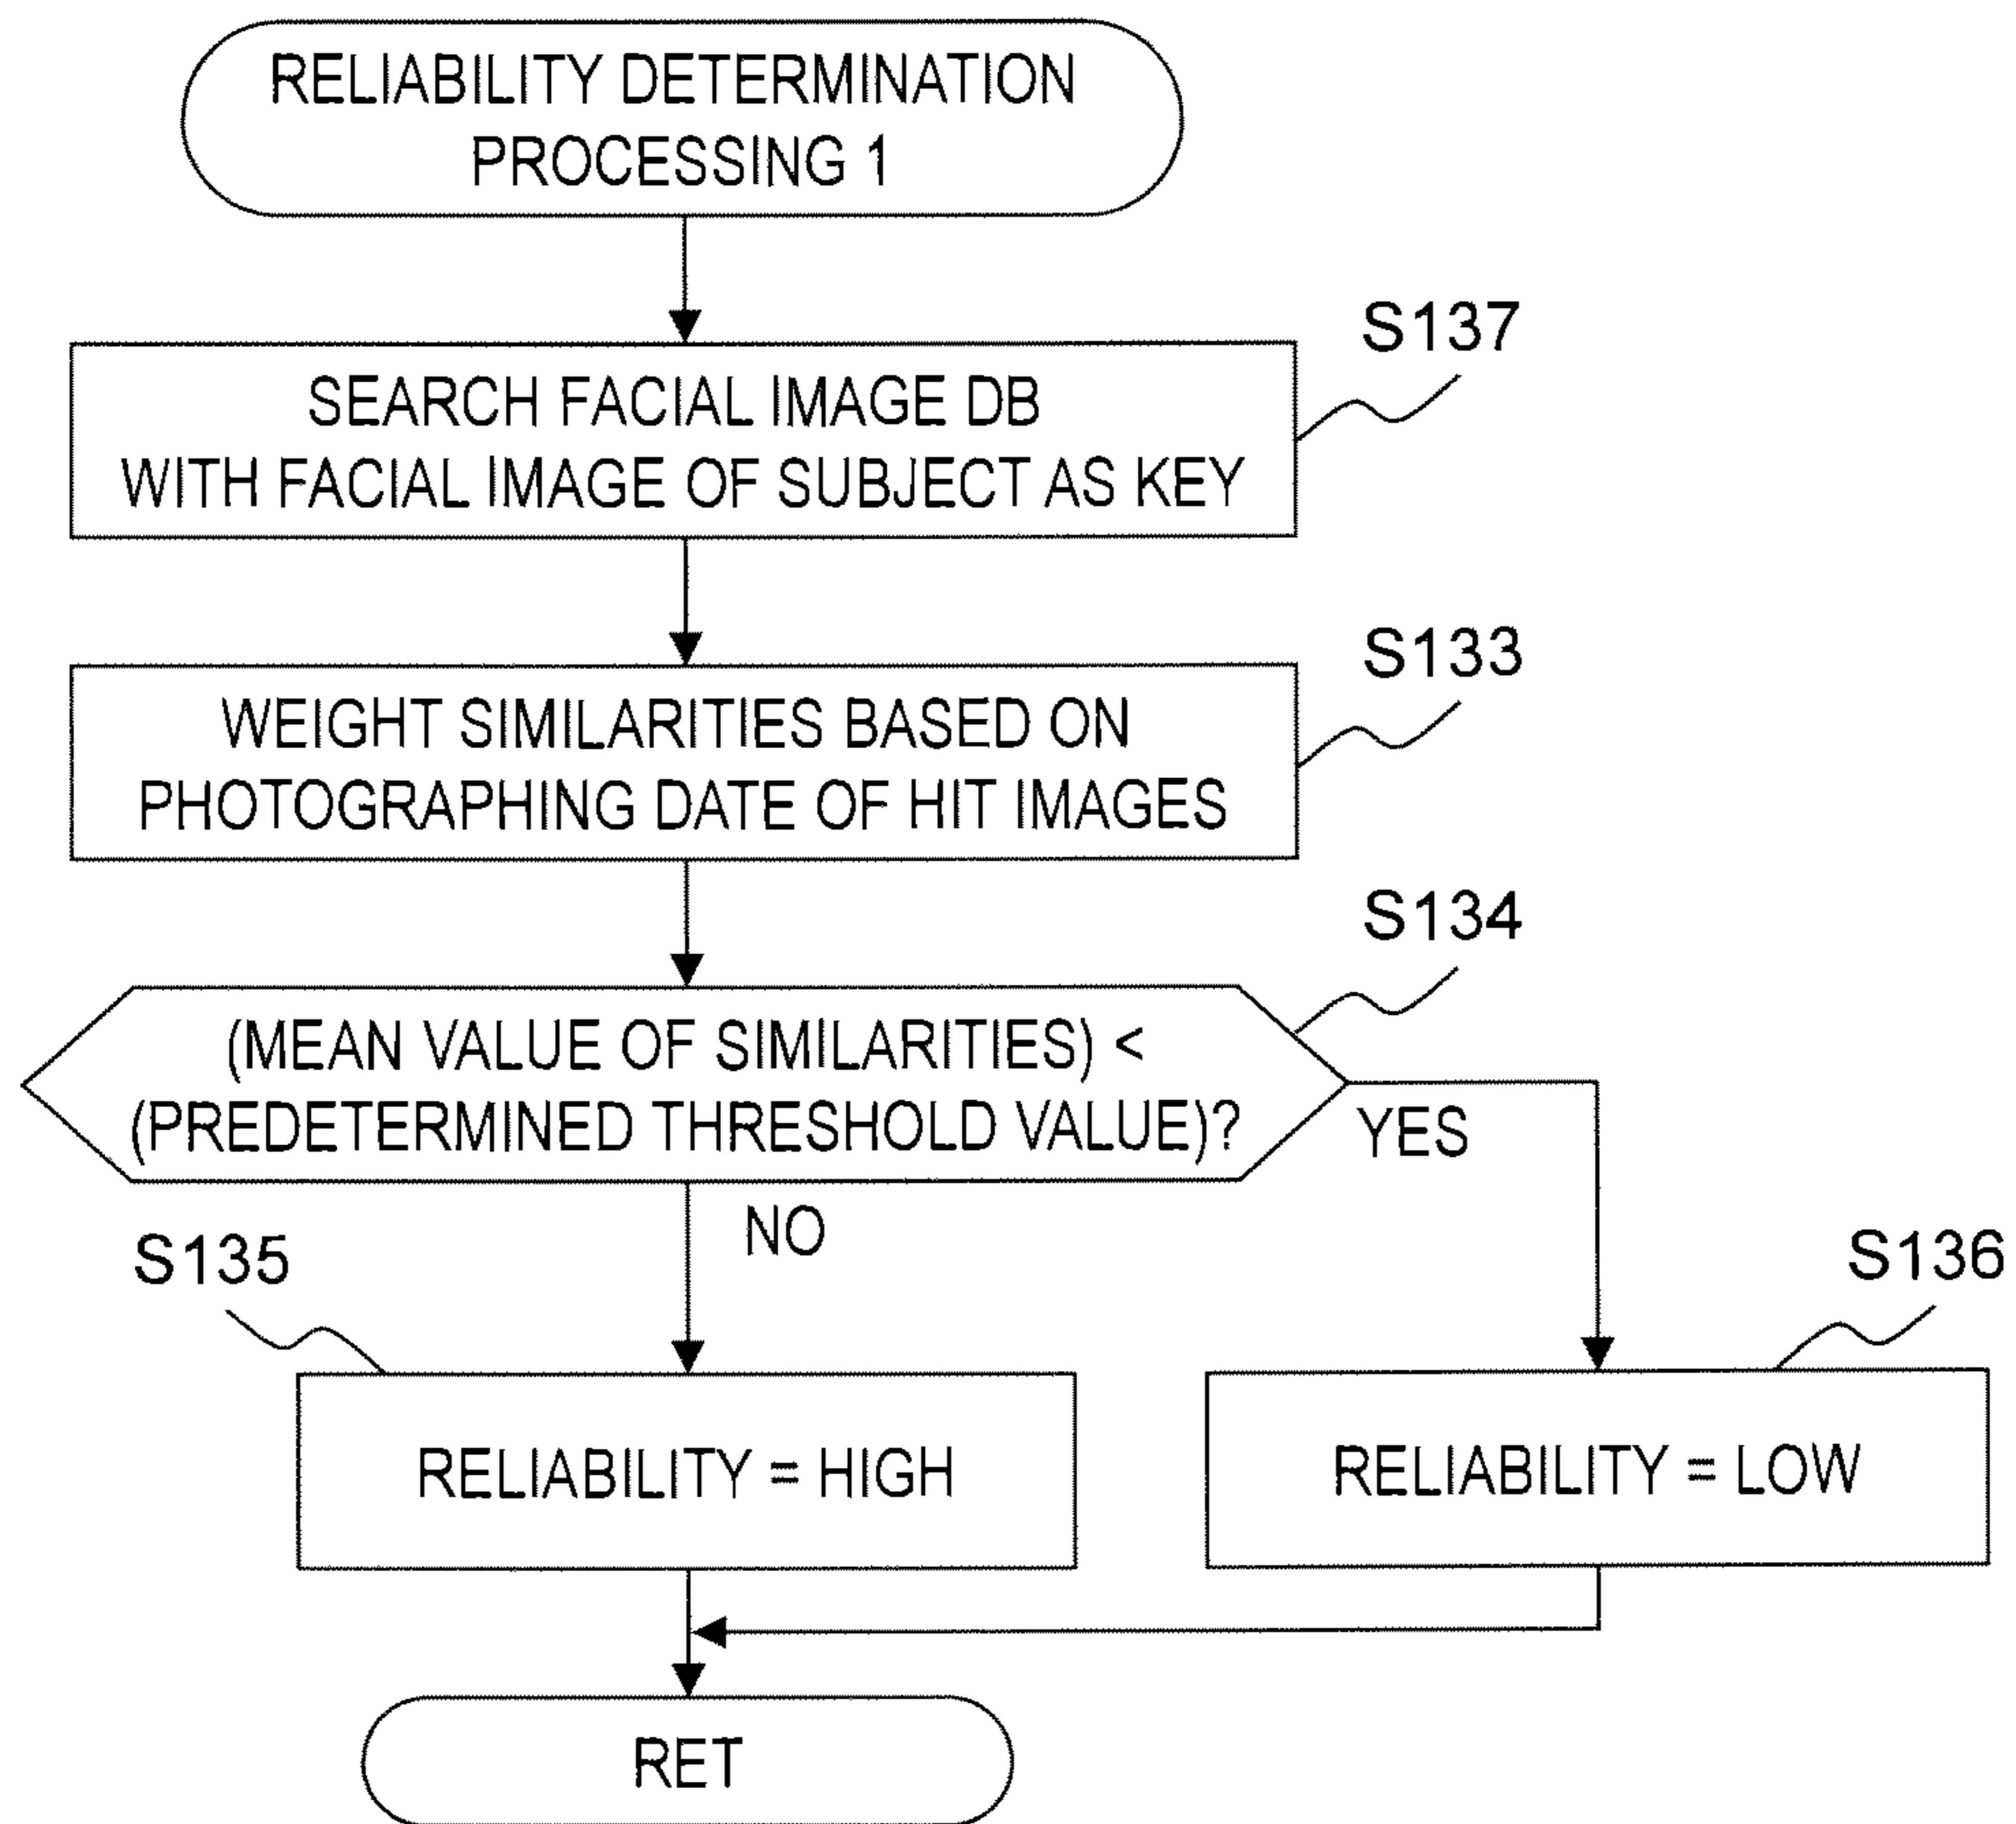 RELIABILITY DETERMINATION
PROCESSING 1
S137
SEARCH FACIAL IMAGE DB
WITH FACIAL IMAGE OF SUBJECT AS KEY
S133
WEIGHT SIMILARITIES BASED ON
PHOTOGRAPHING DATE OF HIT IMAGES
S134
(MEAN VALUE OF SIMILARITIES) <
(PREDETERMINED THRESHOLD VALUE)?
YES
NO
S135
S136
RELIABILITY = HIGH
RELIABILITY = LOW
RET